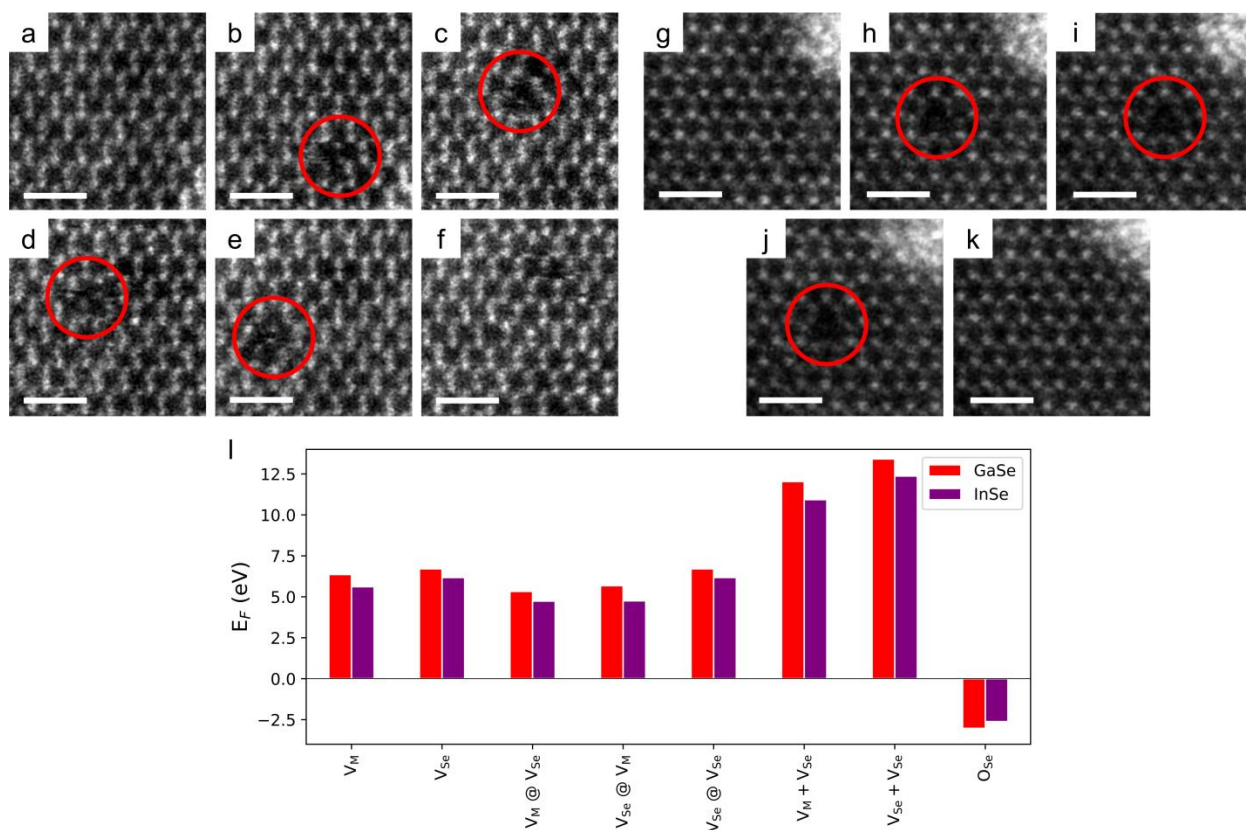 a
b
c
g
h
i
d
e
f
j
k
l
12.5
10.0
7.5
5.0
2.5
0.0
−2.5
E_F (eV)
GaSe
InSe
V_M
V_Se
V_M @ V_Se
V_Se @ V_M
V_Se @ V_Se
V_M + V_Se
V_Se + V_Se
O_Se